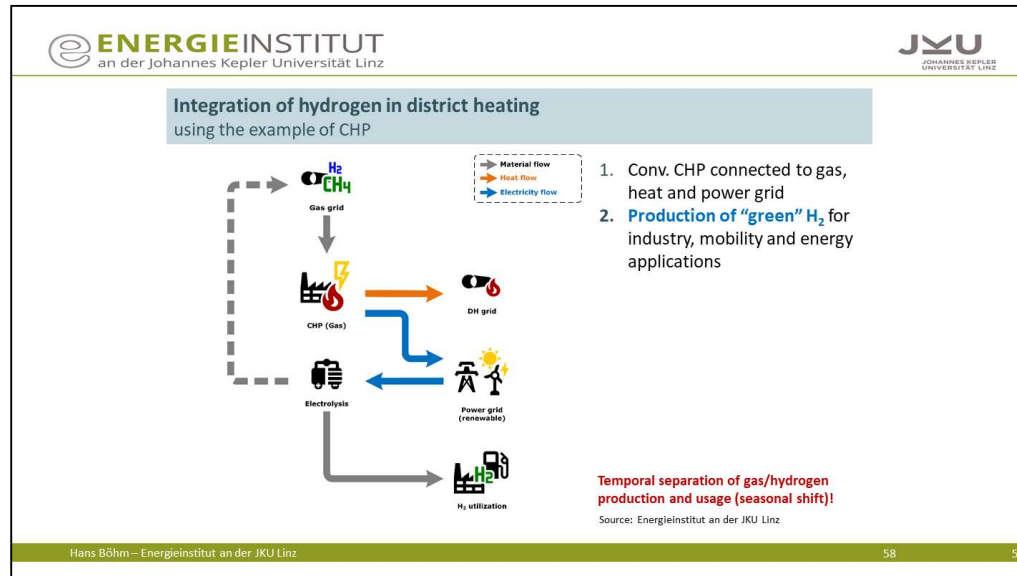 ENERGIEINSTITUT
an der Johannes Kepler Universität Linz
JKU
JOHANNES KEPLER
UNIVERSITÄT LINZ
Integration of hydrogen in district heating
using the example of CHP
H2
CH4
Gas grid
Material flow
Heat flow
Electricity flow
1. Conv. CHP connected to gas,
heat and power grid
2. Production of “green” H₂ for
industry, mobility and energy
applications
CHP (Gas)
DH grid
Electrolysis
Power grid
(renewable)
H2
H₂ utilization
Temporal separation of gas/hydrogen
production and usage (seasonal shift)!
Source: Energieinstitut an der JKU Linz
Hans Böhm – Energieinstitut an der JKU Linz
58
5